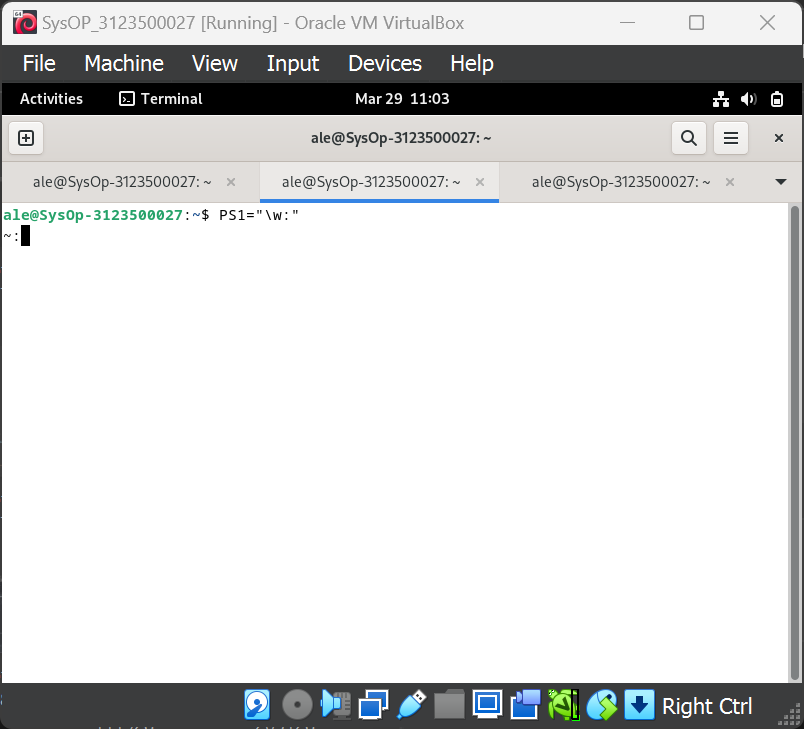 SysOP_3123500027 [Running] - Oracle VM VirtualBox
File Machine View Input Devices Help
Activities Terminal Mar 29 11:03
ale@SysOp-3123500027: ~
ale@SysOp-3123500027: ~ ale@SysOp-3123500027: ~ ale@SysOp-3123500027: ~
ale@SysOp-3123500027:~$ PS1="\w:"
~:
Right Ctrl